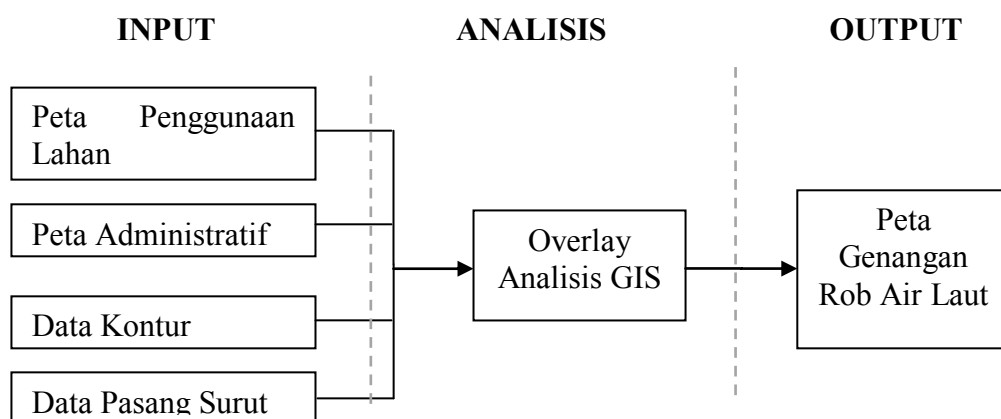 INPUT ANALISIS OUTPUT
Peta Penggunaan
Lahan
Peta Administratif
Data Kontur
Data Pasang Surut
Overlay
Analisis GIS
Peta
Genangan
Rob Air Laut